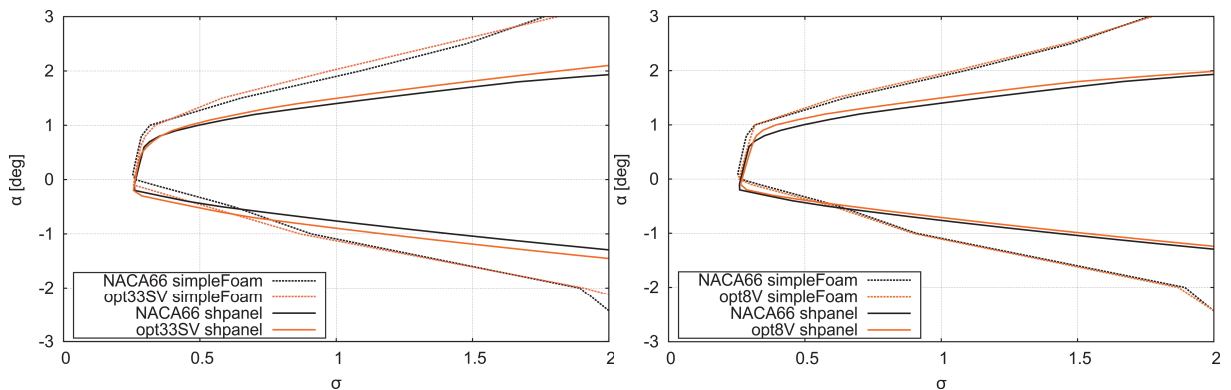 3
2
1
0
-1
-2
-3
α [deg]
NACA66 simpleFoam
opt33SV simpleFoam
NACA66 shpanel
opt33SV shpanel
0
0.5
1
1.5
2
σ
3
2
1
0
-1
-2
-3
α [deg]
NACA66 simpleFoam
opt8V simpleFoam
NACA66 shpanel
opt8V shpanel
0
0.5
1
1.5
2
σ